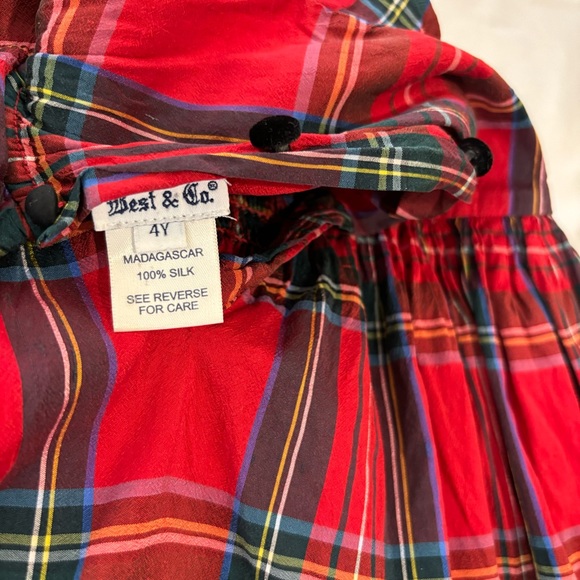 West & Co.®
4Y
MADAGASCAR
100% SILK
SEE REVERSE
FOR CARE